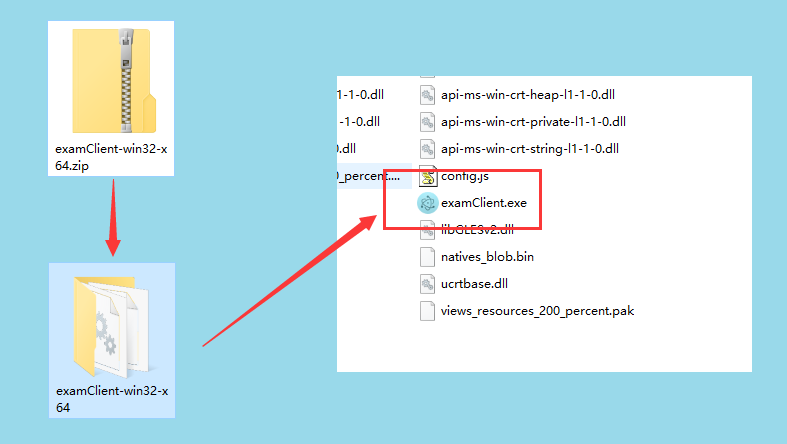 examClient-win32-x
64.zip
examClient-win32-x
64
1-1-0.dll
-1-0.dll
0.dll
0_percent....
api-ms-win-crt-heap-l1-1-0.dll
api-ms-win-crt-private-l1-1-0.dll
api-ms-win-crt-string-l1-1-0.dll
config.js
examClient.exe
libGLESv2.dll
natives_blob.bin
ucrtbase.dll
views_resources_200_percent.pak